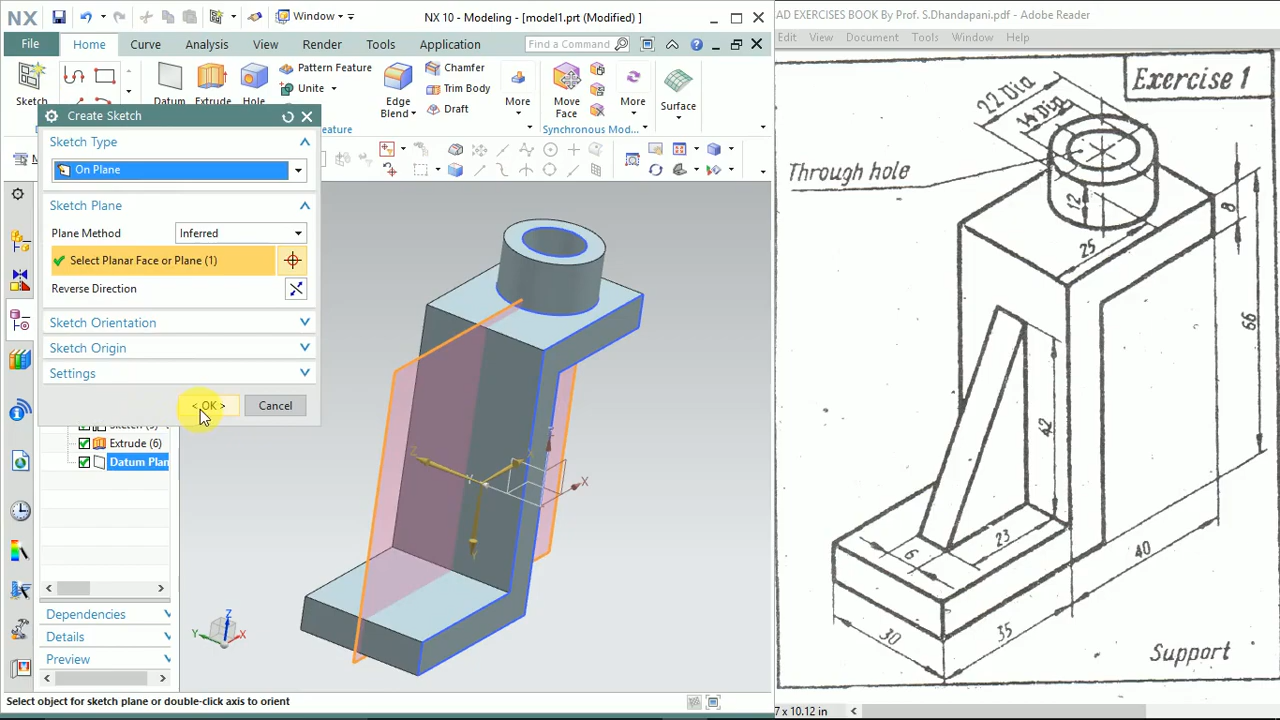 NX
Window
NX 10 - Modeling - [model1.prt (Modified) ]
AD EXERCISES BOOK By Prof. S.Dhandapani.pdf - Adobe Reader
File
Home
Curve
Analysis
View
Render
Tools
Application
Find a Command
Edit
View
Document
Tools
Window
Help
Sketch
Datum
Extrude
Hole
Unite
Edge
Blend
Trim Body
More
Move
Face
More
Surface
Synchronous Mod...
Create Sketch
Sketch Type
On Plane
Sketch Plane
Plane Method
Inferred
Select Planar Face or Plane (1)
Reverse Direction
Sketch Orientation
Sketch Origin
Settings
< OK >
Cancel
Extrude (6)
Datum Plan
Dependencies
Details
Preview
Z
X
Z
Y
X
Select object for sketch plane or double-click axis to orient
Exercise 1
22 Dia
14 Dia
Through hole
12
25
8
66
42
23
6
40
35
30
Support
7 x 10.12 in